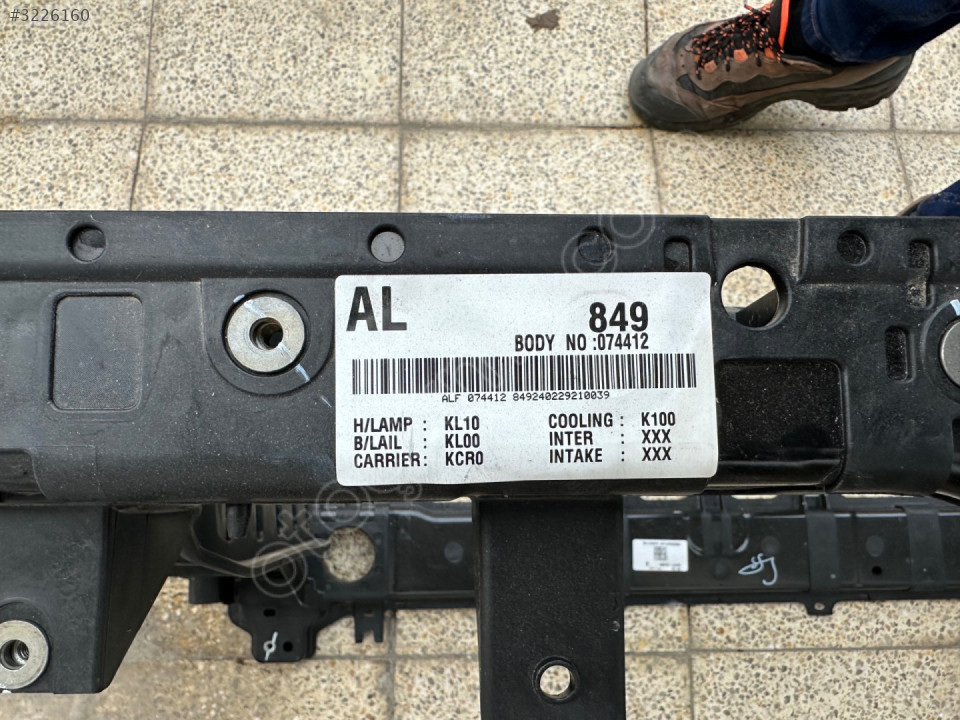 #3226160
AL 849
BODY NO :074412
ALF 074412 849240229210039
H/LAMP : KL10 COOLING : K100
B/LAIL : KL00 INTER : XXX
CARRIER : KCR0 INTAKE : XXX